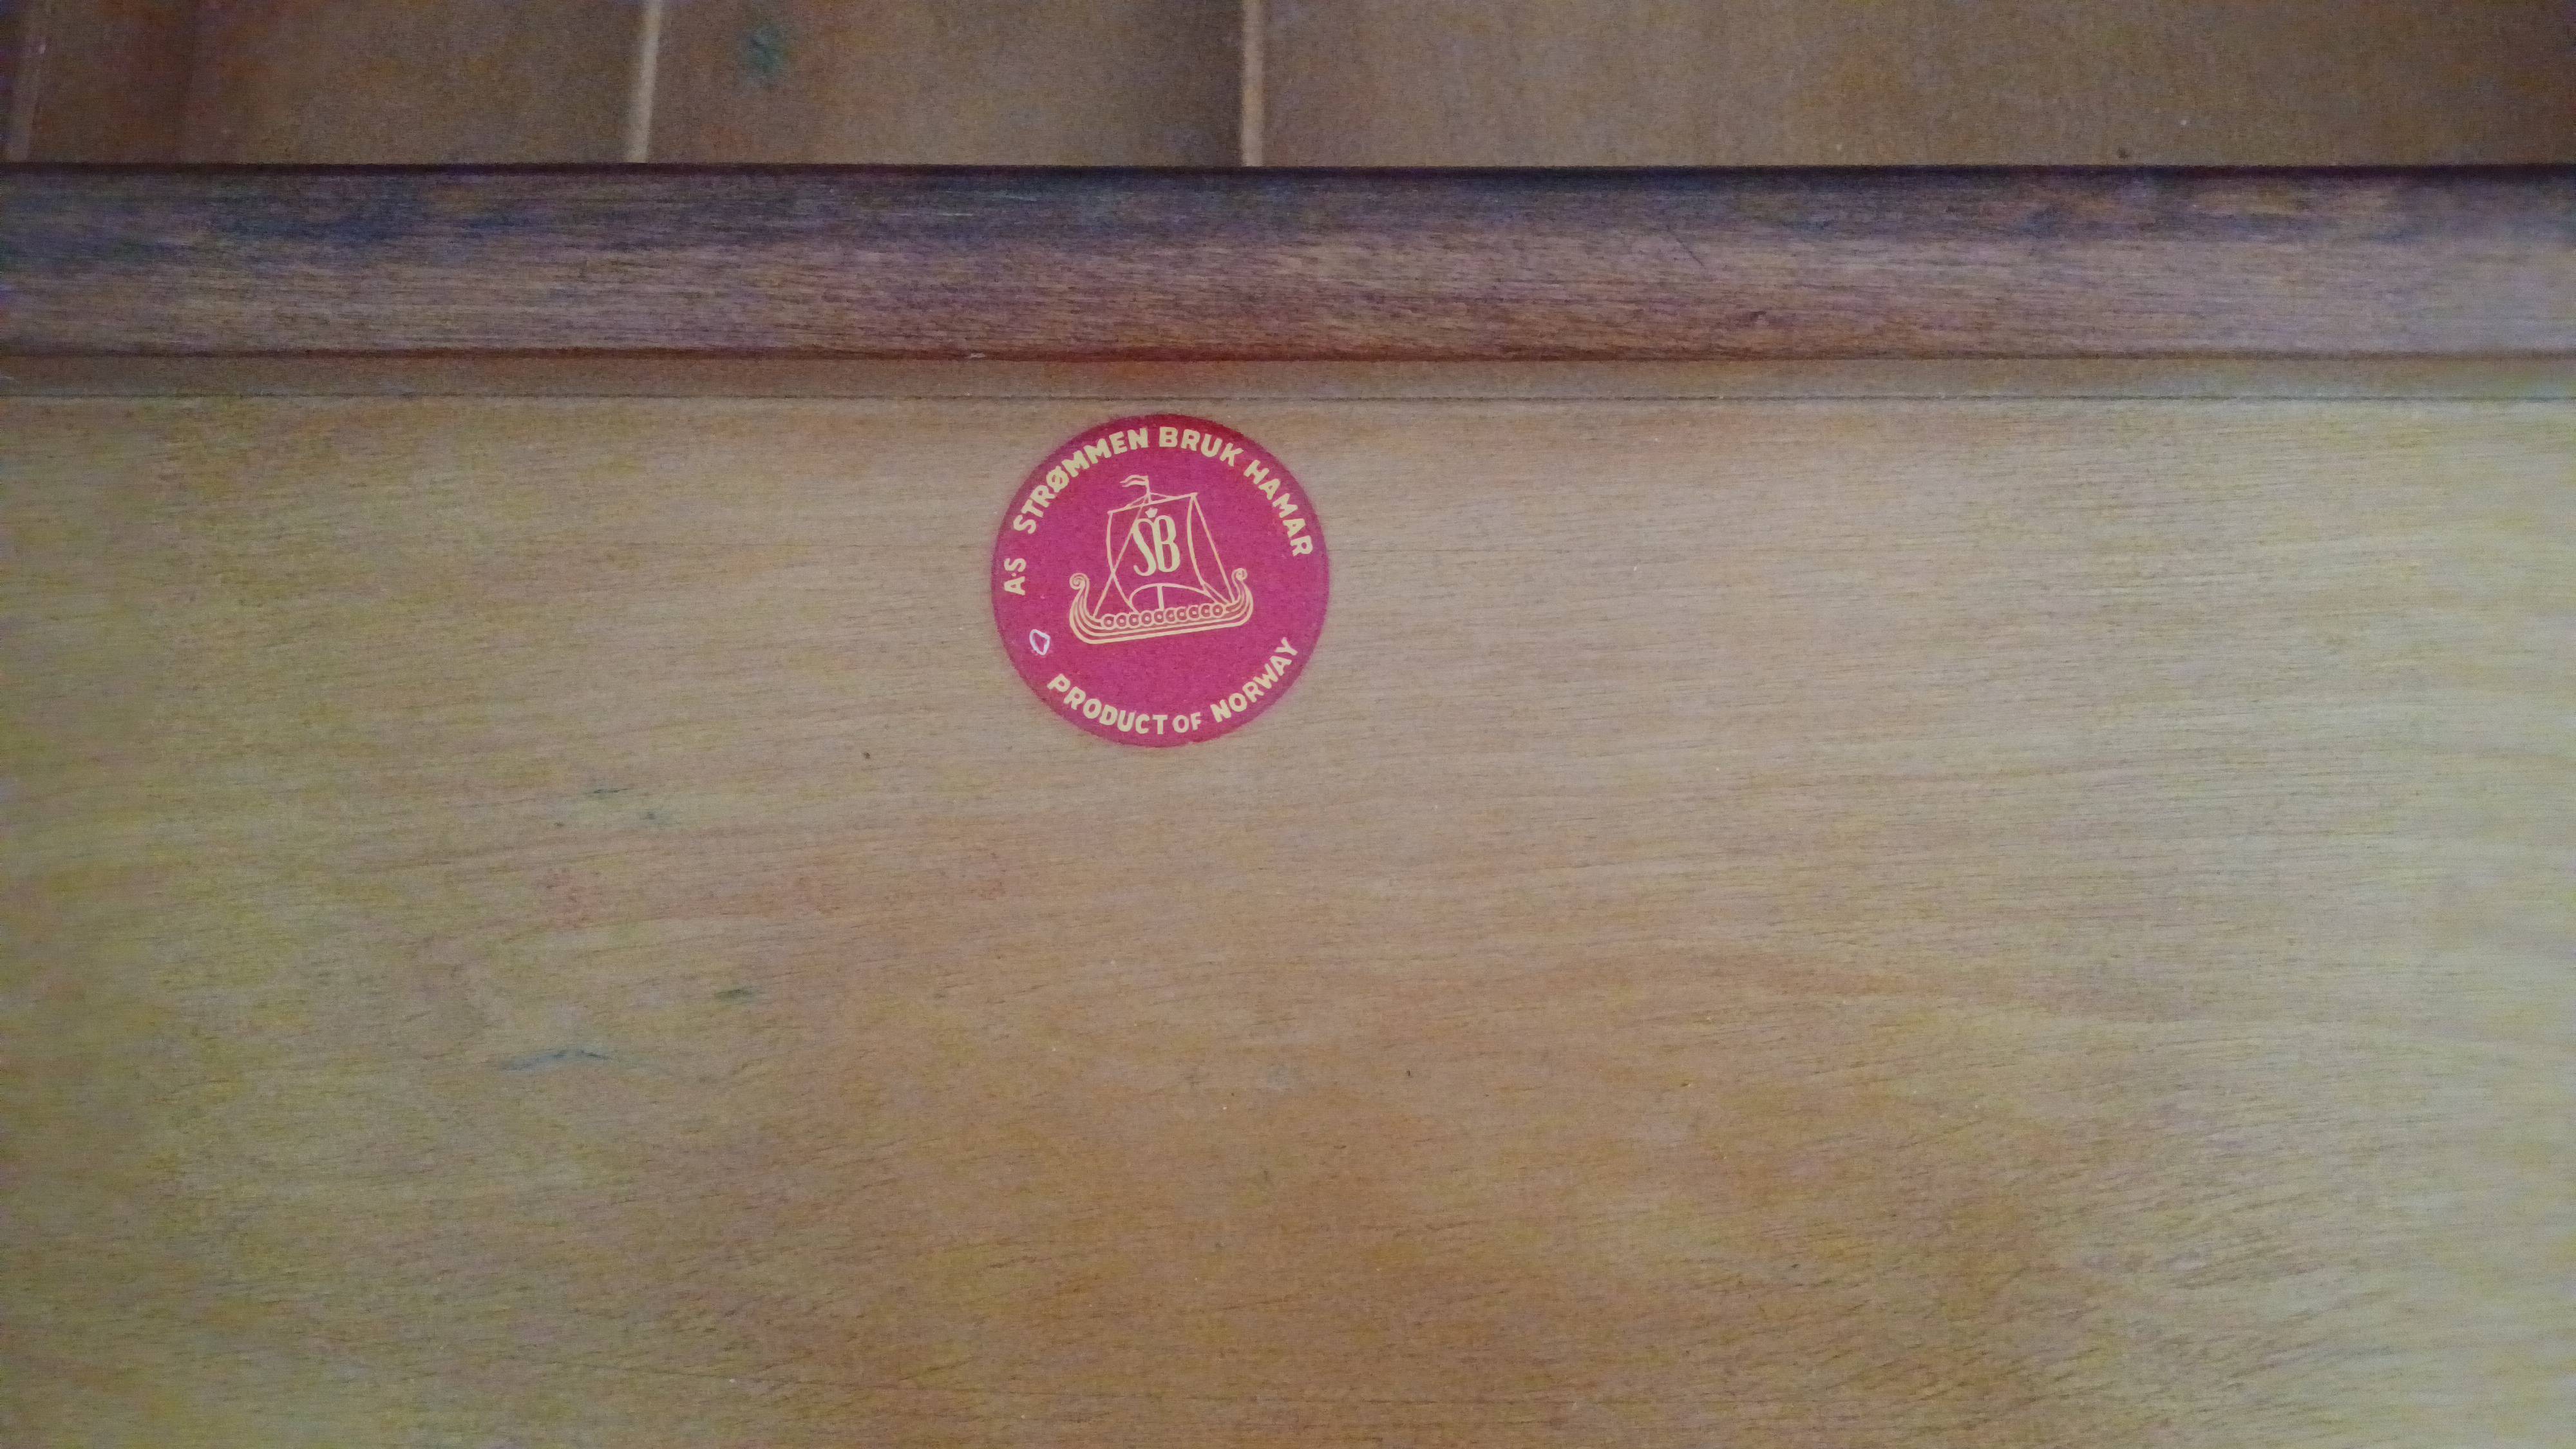 A·S STRØMMEN BRUK HAMAR
SB
PRODUCT OF NORWAY